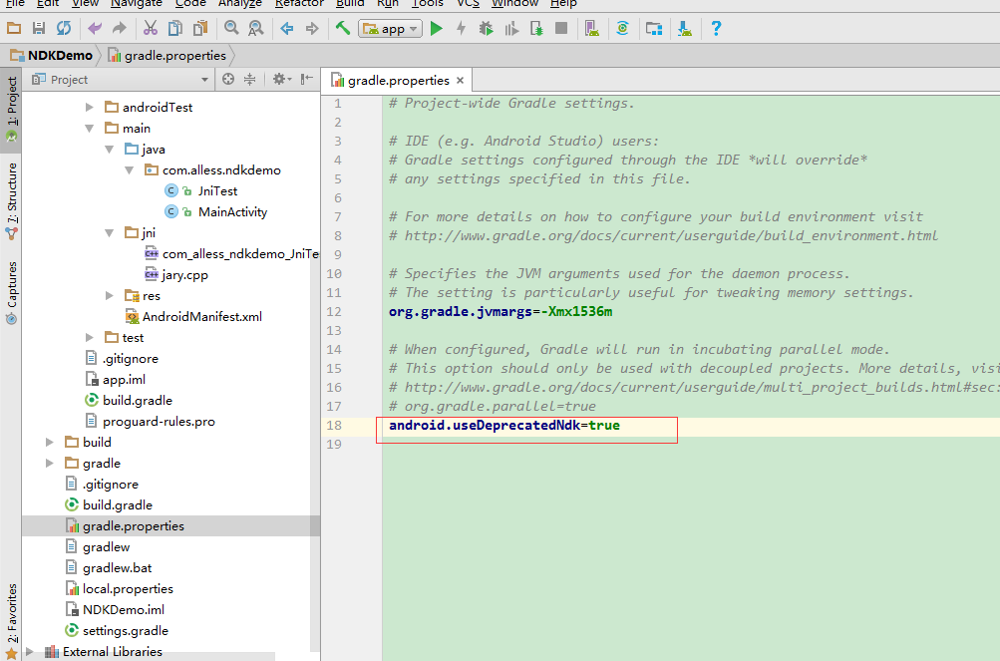 File Edit View Navigate Code Analyze Refactor Build Run Tools VCS Window Help
app
NDKDemo gradle.properties
1: Project
7: Structure
Captures
2: Favorites
Project
androidTest
main
java
com.alless.ndkdemo
JniTest
MainActivity
jni
com_alless_ndkdemo_JniTe
jary.cpp
res
AndroidManifest.xml
test
.gitignore
app.iml
build.gradle
proguard-rules.pro
build
gradle
.gitignore
build.gradle
gradle.properties
gradlew
gradlew.bat
local.properties
NDKDemo.iml
settings.gradle
External Libraries
gradle.properties
1 # Project-wide Gradle settings.
2
3 # IDE (e.g. Android Studio) users:
4 # Gradle settings configured through the IDE *will override*
5 # any settings specified in this file.
6
7 # For more details on how to configure your build environment visit
8 # http://www.gradle.org/docs/current/userguide/build_environment.html
9
10 # Specifies the JVM arguments used for the daemon process.
11 # The setting is particularly useful for tweaking memory settings.
12 org.gradle.jvmargs=-Xmx1536m
13
14 # When configured, Gradle will run in incubating parallel mode.
15 # This option should only be used with decoupled projects. More details, visi
16 # http://www.gradle.org/docs/current/userguide/multi_project_builds.html#sec:
17 # org.gradle.parallel=true
18 android.useDeprecatedNdk=true
19